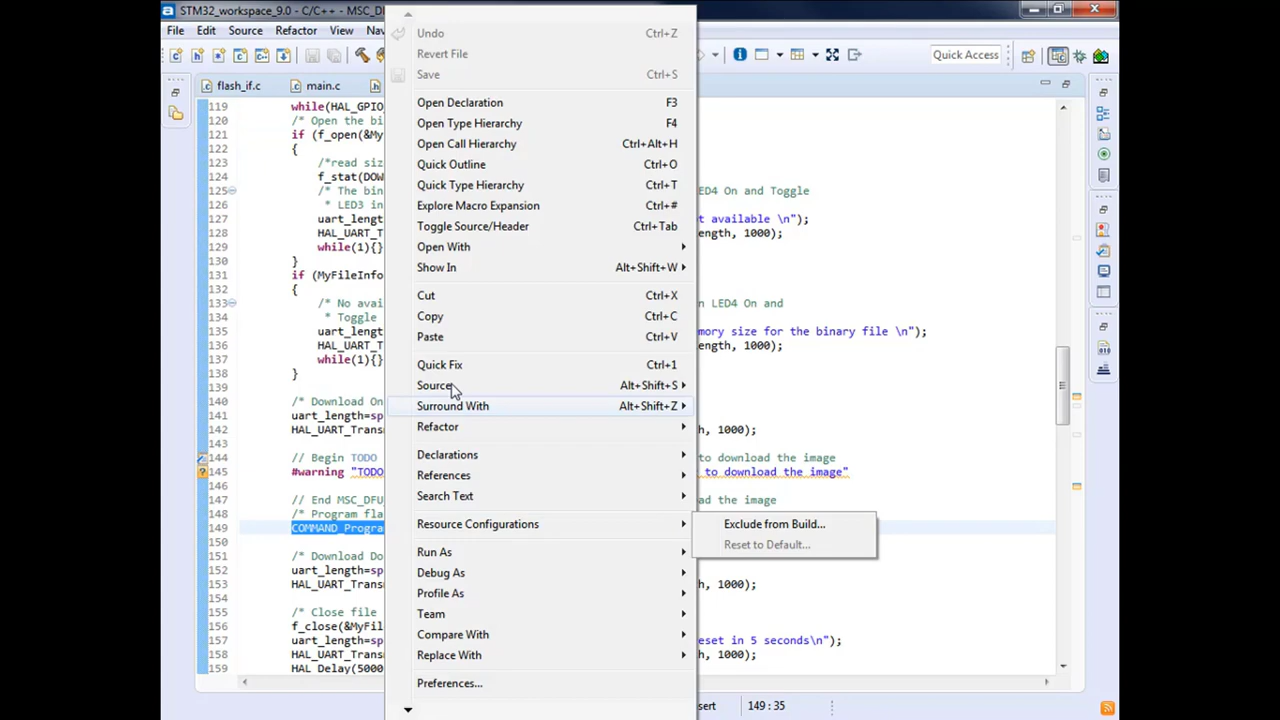 STM32_workspace_9.0 - C/C++ - MSC_D
File Edit Source Refactor View Nav
Quick Access
flash_if.c main.c
Undo Ctrl+Z
Revert File
Save Ctrl+S
Open Declaration F3
Open Type Hierarchy F4
Open Call Hierarchy Ctrl+Alt+H
Quick Outline Ctrl+O
Quick Type Hierarchy Ctrl+T
Explore Macro Expansion Ctrl+#
Toggle Source/Header Ctrl+Tab
Open With
Show In Alt+Shift+W
Cut Ctrl+X
Copy Ctrl+C
Paste Ctrl+V
Quick Fix Ctrl+1
Source Alt+Shift+S
Surround With Alt+Shift+Z
Refactor
Declarations
References
Search Text
Resource Configurations
Run As
Debug As
Profile As
Team
Compare With
Replace With
Preferences...
Exclude from Build...
Reset to Default...
119 while(HAL_GPIO
120 /* Open the bi
121 if (f_open(&My
122 {
123 /*read siz
124 f_stat(DOW
125 /* The bin LED4 On and Toggle
126 * LED3 in
127 uart_length t available \n");
128 HAL_UART_T ength, 1000);
129 while(1){}
130 }
131 if (MyFileInfo
132 {
133 /* No avai n LED4 On and
134 * Toggle
135 uart_length mory size for the binary file \n");
136 HAL_UART_T ength, 1000);
137 while(1){}
138 }
139
140 /* Download On
141 uart_length=sp
142 HAL_UART_Transm h, 1000);
143
144 // Begin TODO to download the image
145 #warning "TODO to download the image"
146
147 // End MSC_DFU oad the image
148 /* Program fla
149 COMMAND_Progra
150
151 /* Download Do
152 uart_length=sp
153 HAL_UART_Transm h, 1000);
154
155 /* Close file
156 f_close(&MyFil
157 uart_length=sp eset in 5 seconds\n");
158 HAL_UART_Transm h, 1000);
159 HAL_Delay(5000
sert 149 : 35